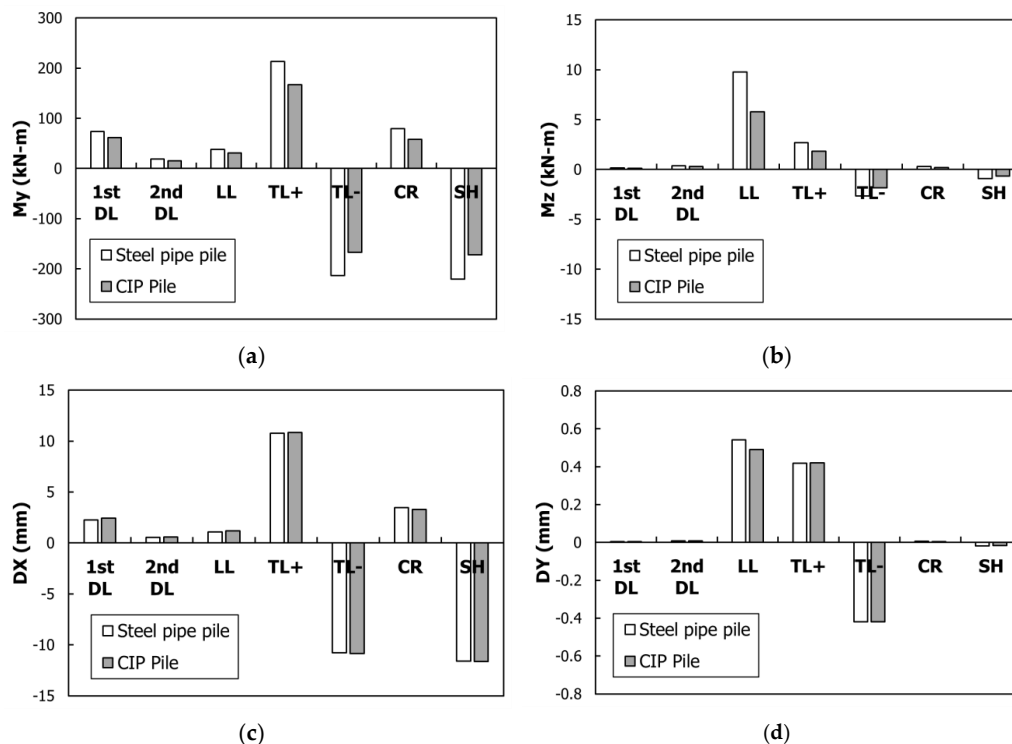 300
200
100
0
-100
-200
-300
My (kN-m)
1st DL
2nd DL
LL
TL+
TL-
CR
SH
Steel pipe pile
CIP Pile
(a)
15
10
5
0
-5
-10
-15
Mz (kN-m)
1st DL
2nd DL
LL
TL+
TL-
CR
SH
Steel pipe pile
CIP Pile
(b)
15
10
5
0
-5
-10
-15
DX (mm)
1st DL
2nd DL
LL
TL+
TL-
CR
SH
Steel pipe pile
CIP Pile
(c)
0.8
0.6
0.4
0.2
0
-0.2
-0.4
-0.6
-0.8
DY (mm)
1st DL
2nd DL
LL
TL+
TL-
CR
SH
Steel pipe pile
CIP Pile
(d)